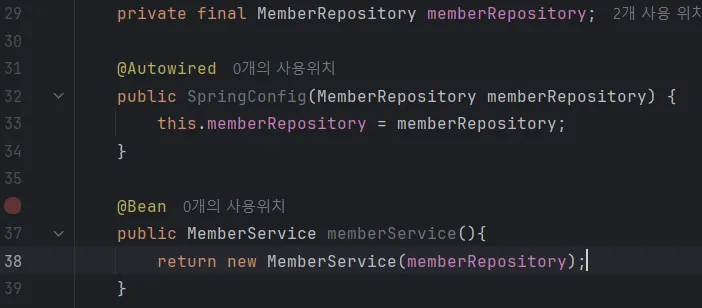 29 private final MemberRepository memberRepository; 2개 사용 위치
30
31 @Autowired 0개의 사용위치
32 public SpringConfig(MemberRepository memberRepository) {
33 this.memberRepository = memberRepository;
34 }
35
@Bean 0개의 사용위치
37 public MemberService memberService(){
38 return new MemberService(memberRepository);
39 }